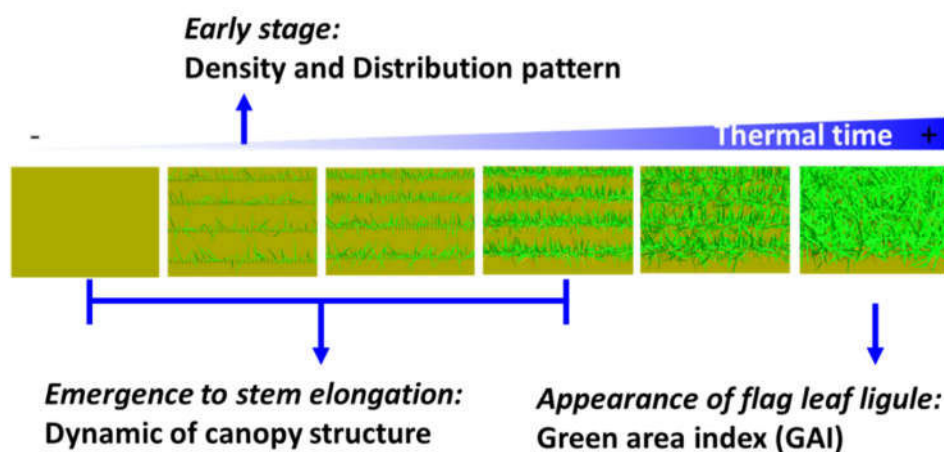 Early stage:
Density and Distribution pattern
- Thermal time +
Emergence to stem elongation:
Dynamic of canopy structure
Appearance of flag leaf ligule:
Green area index (GAI)